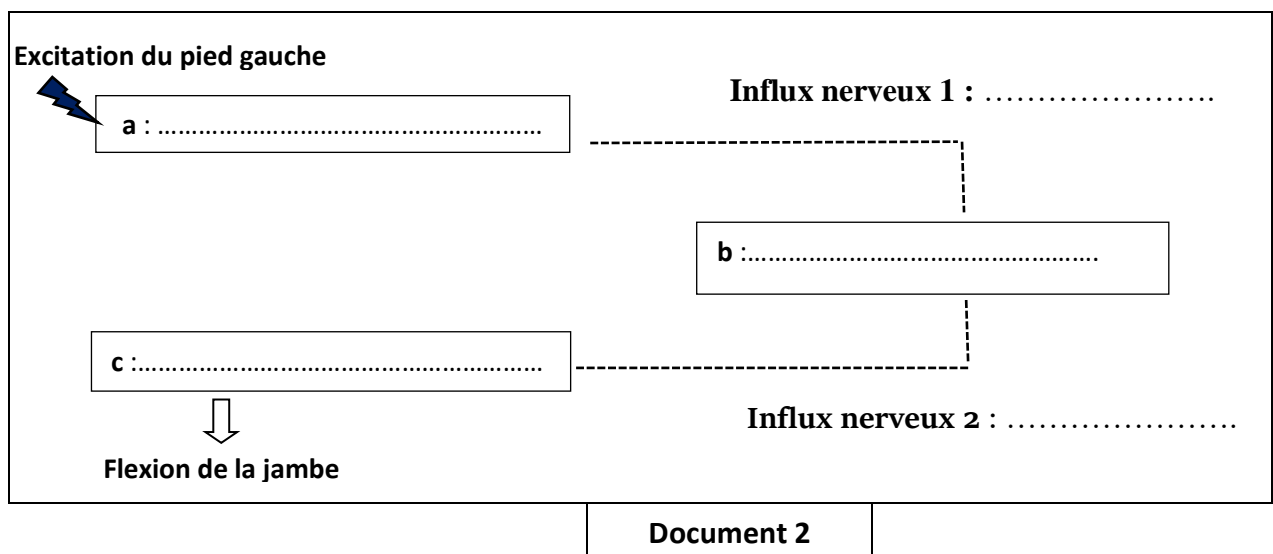 Excitation du pied gauche
Influx nerveux 1 : ......................
a : ........................................................
b :...................................................
c :...........................................................
Influx nerveux 2 : ......................
Flexion de la jambe
Document 2